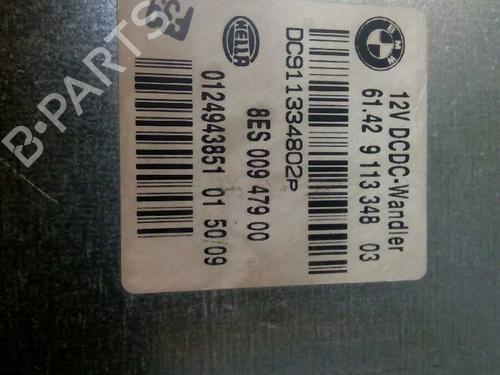 BMW
12V DCDC-Wandler
61.42 9 113 348 03
HELLA
DC911334802P
8ES 009 479 00
0124943851 01 50/09
B-PARTS